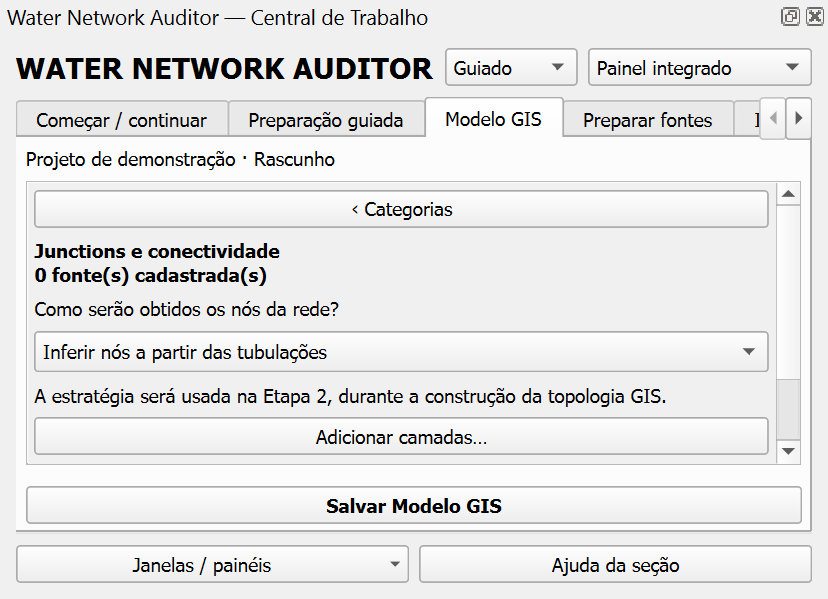 Water Network Auditor — Central de Trabalho
WATER NETWORK AUDITOR
Guiado
Painel integrado
Começar / continuar
Preparação guiada
Modelo GIS
Preparar fontes
Projeto de demonstração · Rascunho
‹ Categorias
Junctions e conectividade
0 fonte(s) cadastrada(s)
Como serão obtidos os nós da rede?
Inferir nós a partir das tubulações
A estratégia será usada na Etapa 2, durante a construção da topologia GIS.
Adicionar camadas...
Salvar Modelo GIS
Janelas / painéis
Ajuda da seção